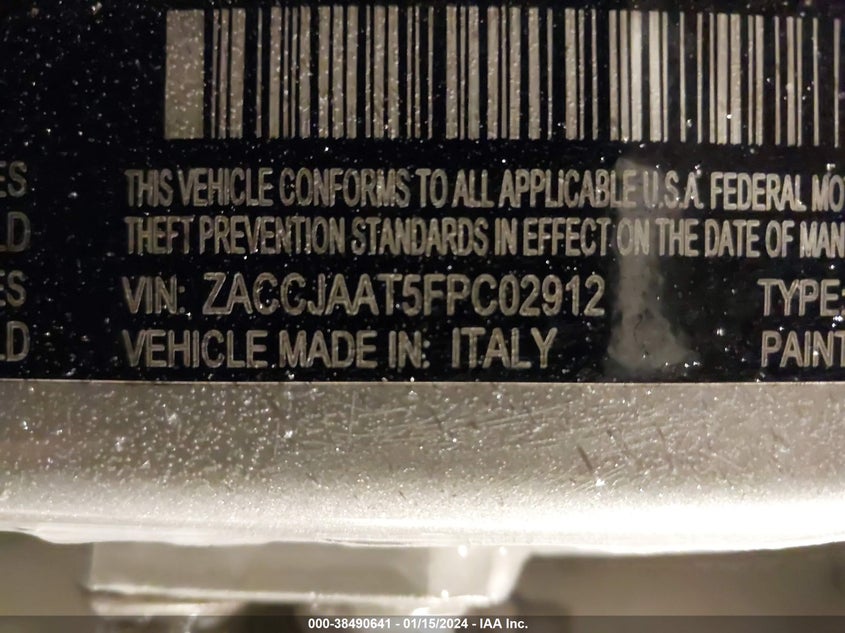 ES
LD
ES
LD
THIS VEHICLE CONFORMS TO ALL APPLICABLE U.S.A. FEDERAL MO
THEFT PREVENTION STANDARDS IN EFFECT ON THE DATE OF MAN
VIN: ZACCJAAT5FPC02912 TYPE:
VEHICLE MADE IN: ITALY PAINT
000-38490641 - 01/15/2024 - IAA Inc.